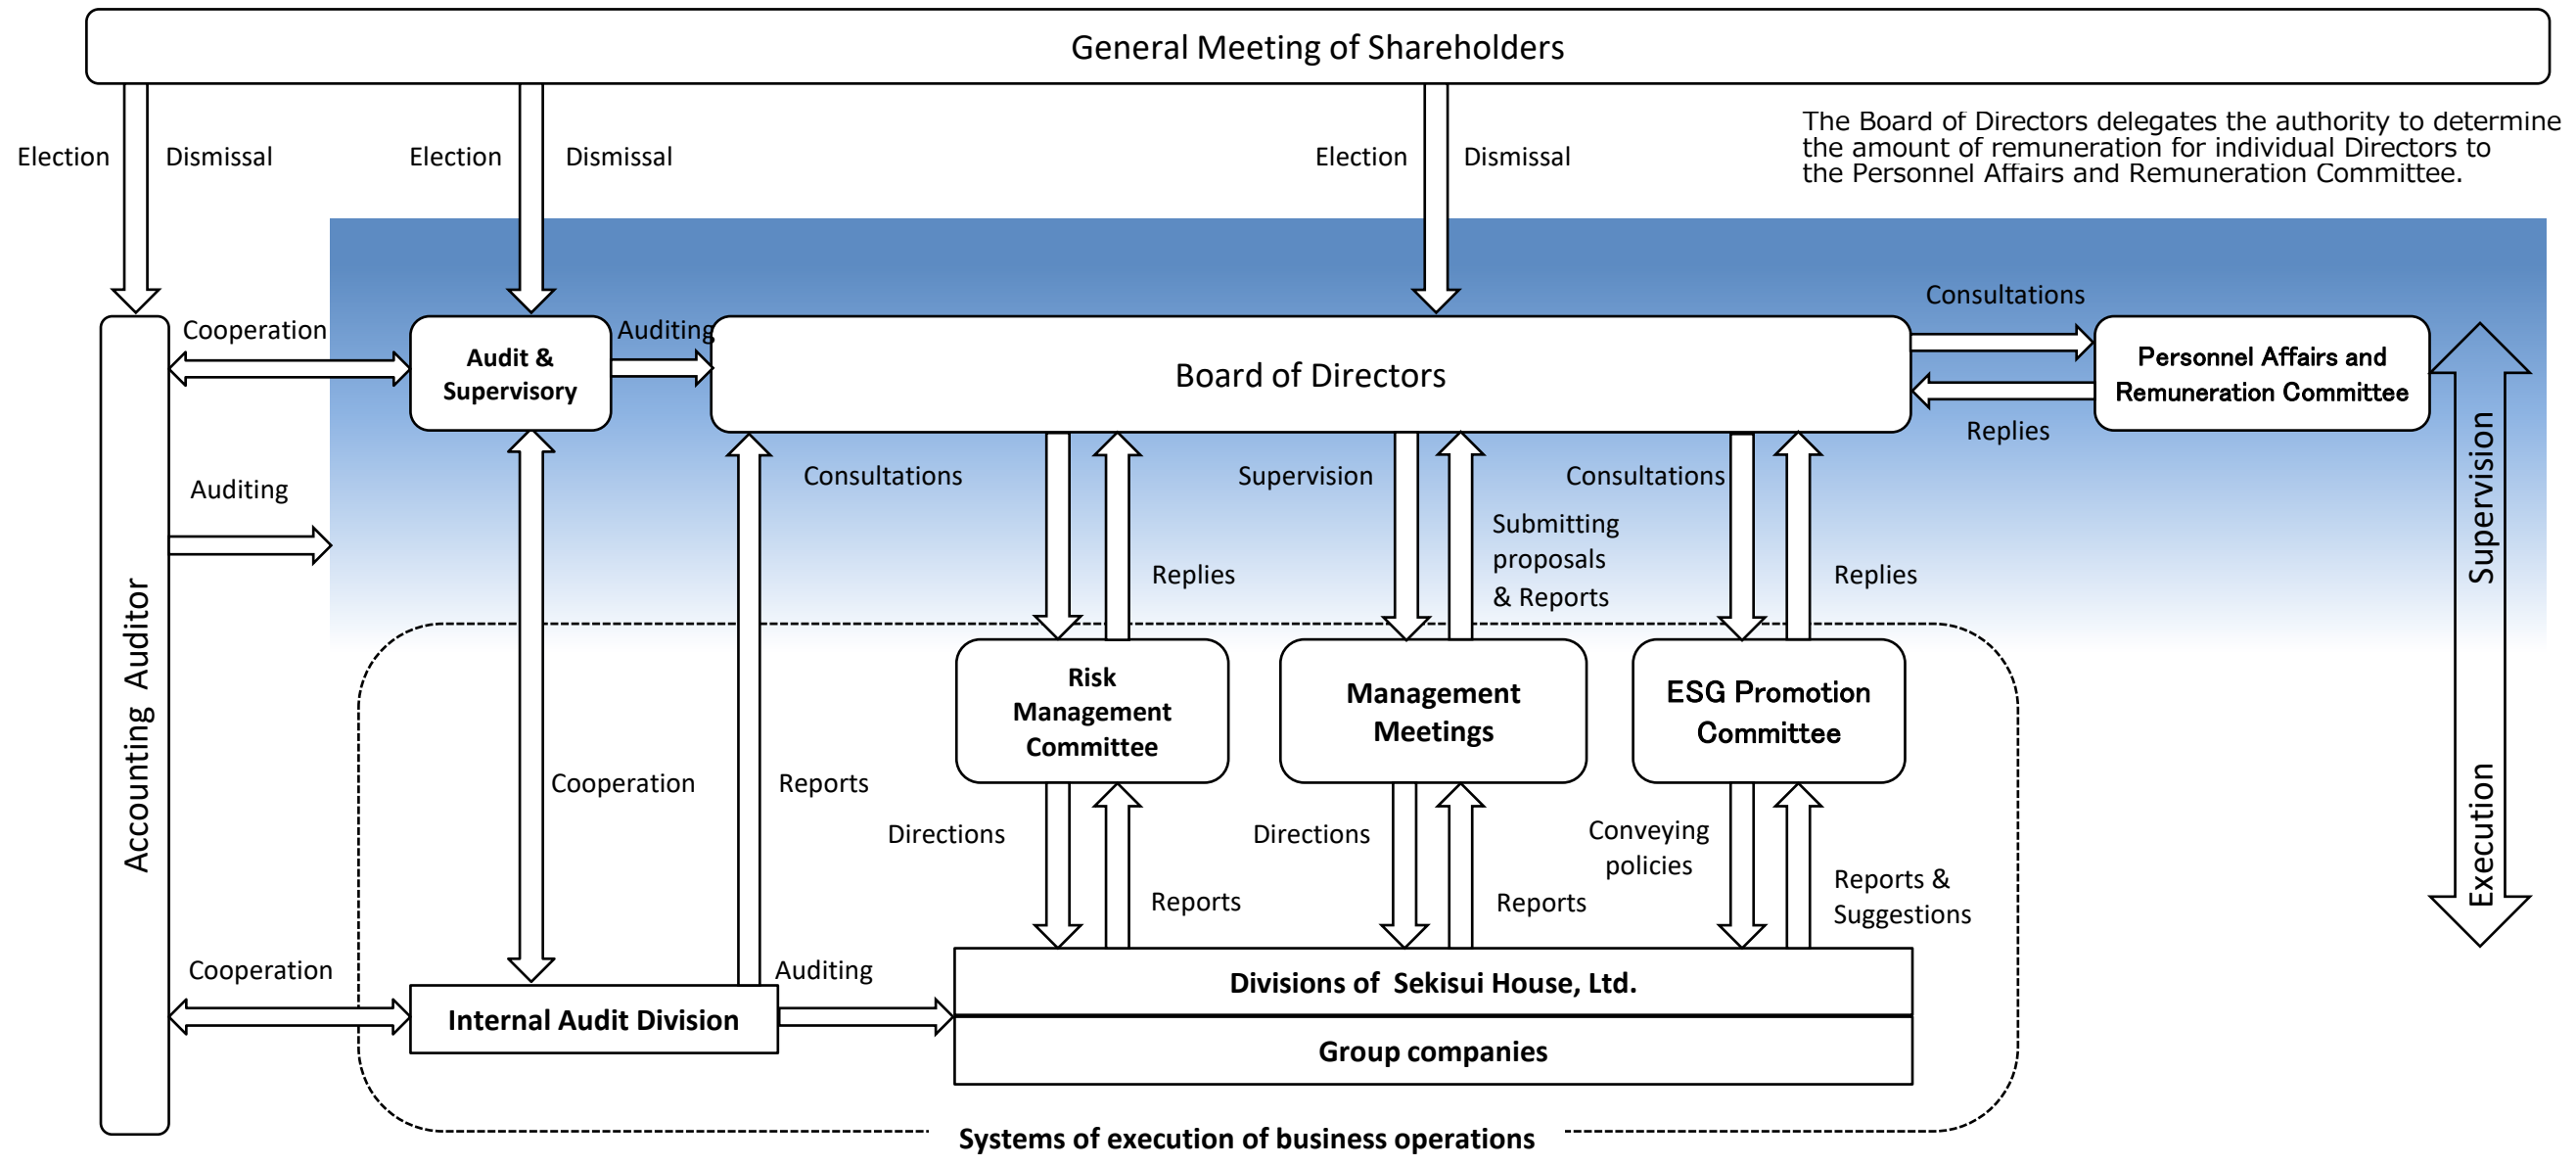 General Meeting of Shareholders
Election
Dismissal
Election
Dismissal
Election
Dismissal
The Board of Directors delegates the authority to determine
the amount of remuneration for individual Directors to
the Personnel Affairs and Remuneration Committee.
Consultations
Cooperation
Audit &
Supervisory
Auditing
Board of Directors
Personnel Affairs and
Remuneration Committee
Replies
Auditing
Consultations
Supervision
Consultations
Submitting
proposals
& Reports
Replies
Replies
Supervision
Accounting Auditor
Risk
Management
Committee
Management
Meetings
ESG Promotion
Committee
Cooperation
Reports
Directions
Directions
Conveying
policies
Execution
Reports
Reports
Reports &
Suggestions
Cooperation
Auditing
Internal Audit Division
Divisions of Sekisui House, Ltd.
Group companies
Systems of execution of business operations